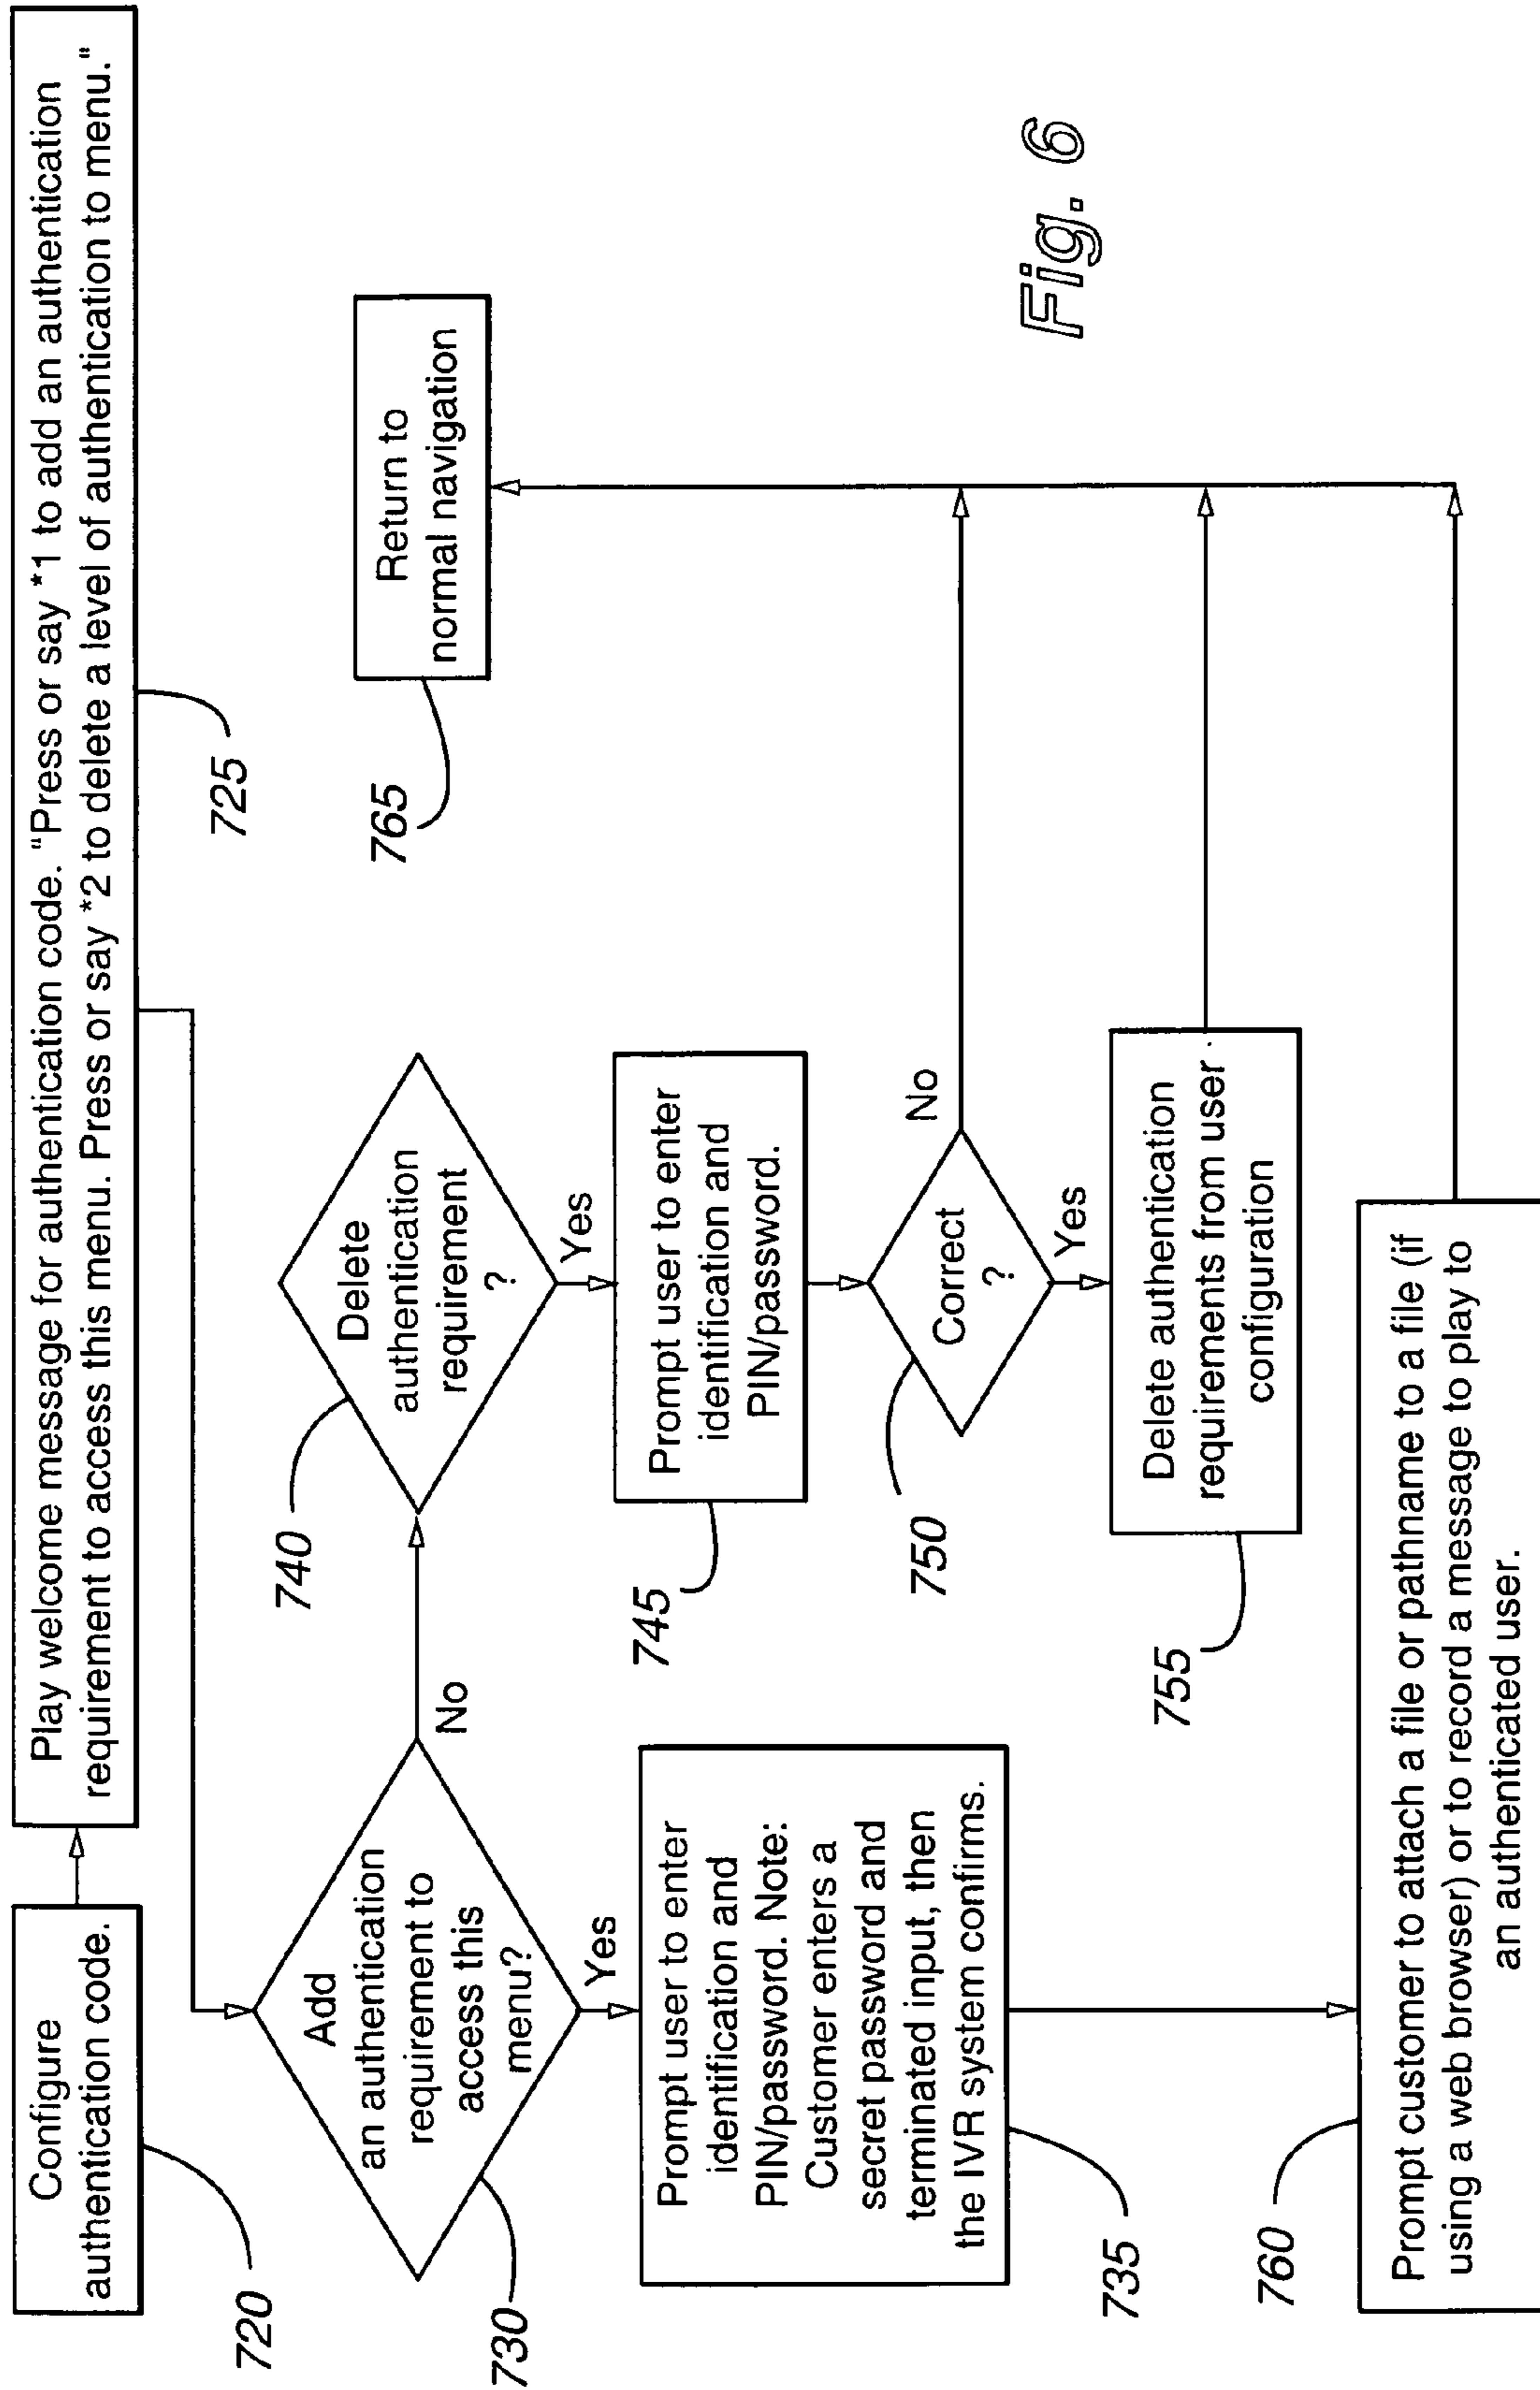 Configure
authentication code.
720
Play welcome message for authentication code. "Press or say *1 to add an authentication
requirement to access this menu. Press or say *2 to delete a level of authentication to menu."
725
Add
an authentication
requirement to
access this
menu?
730
No
Yes
Delete
authentication
requirement
?
740
Yes
Return to
normal navigation
765
Prompt user to enter
identification and
PIN/password. Note:
Customer enters a
secret password and
terminated input, then
the IVR system confirms.
735
Prompt user to enter
identification and
PIN/password.
745
Correct
?
750
No
Yes
Delete authentication
requirements from user
configuration
755
Prompt customer to attach a file or pathname to a file (if
using a web browser) or to record a message to play to
an authenticated user.
760
Fig. 6